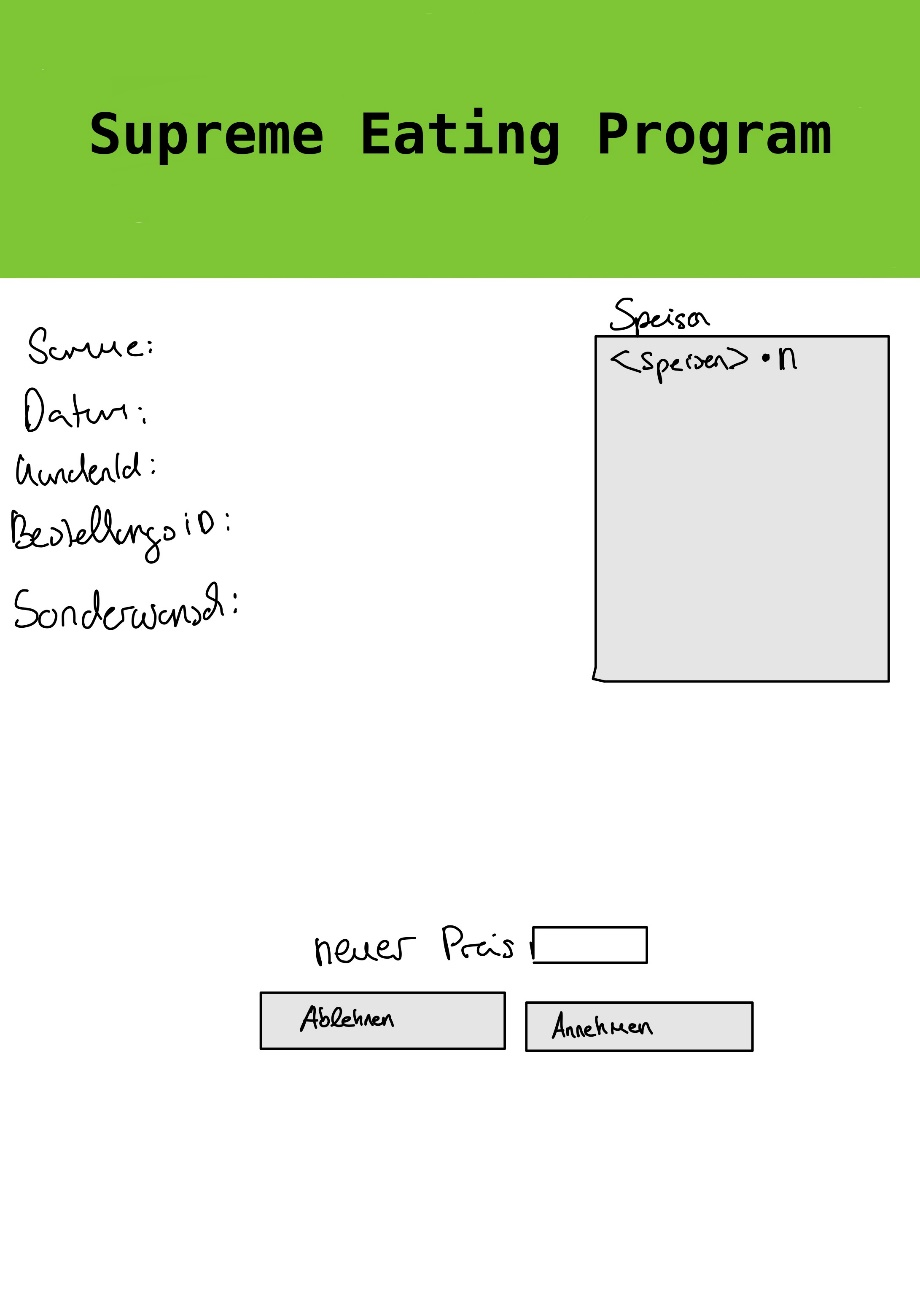 Supreme Eating Program
Summe:
Datum:
KundenId:
BestellungsiD:
Sonderwunsch:
Speisen
<Speisen> • n
neuer Preis
Ablehnen
Annehmen